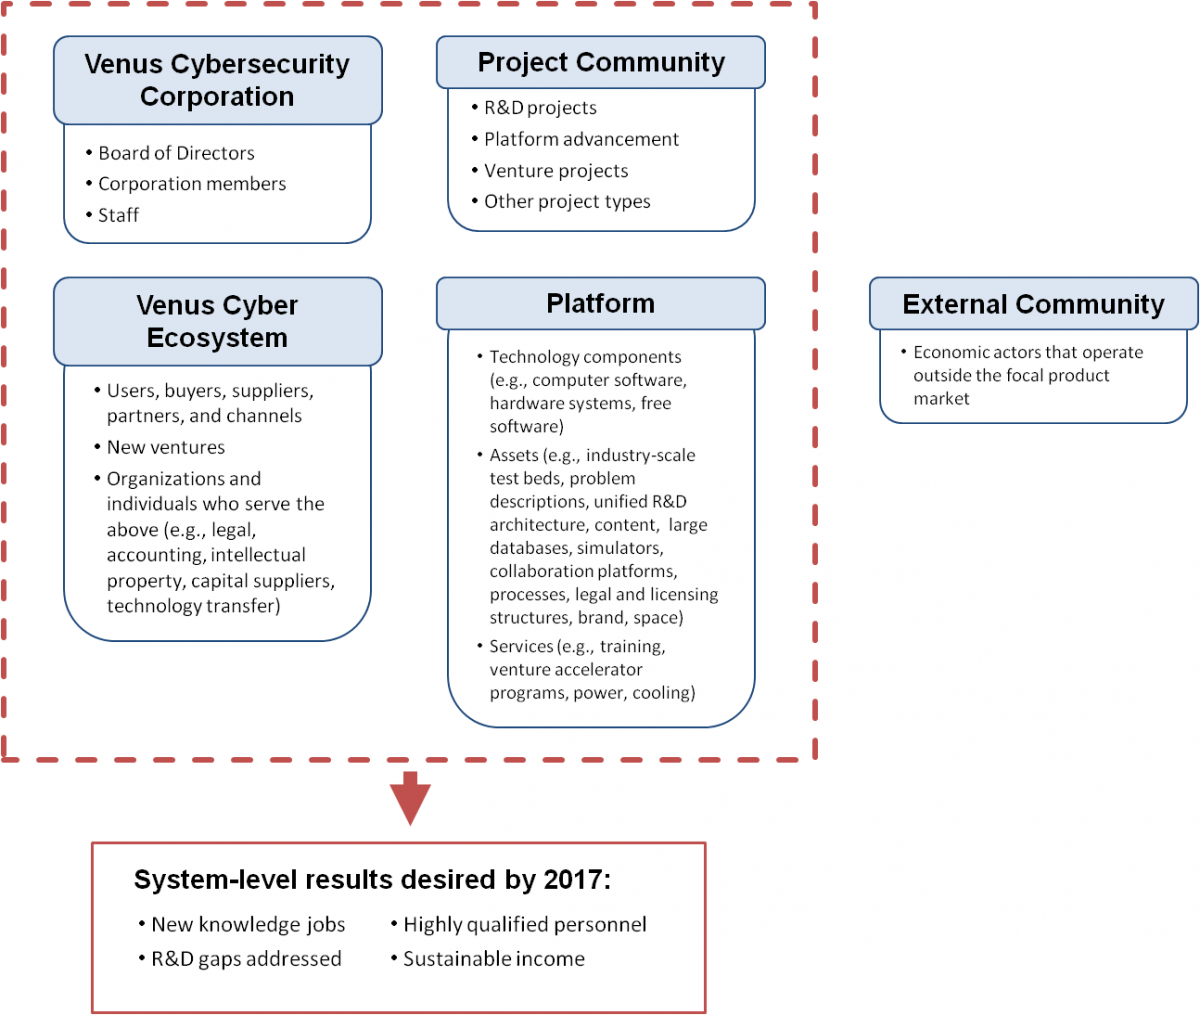 Venus Cybersecurity
Corporation
• Board of Directors
• Corporation members
• Staff
Project Community
• R&D projects
• Platform advancement
• Venture projects
• Other project types
Venus Cyber
Ecosystem
• Users, buyers, suppliers,
partners, and channels
• New ventures
• Organizations and
individuals who serve the
above (e.g., legal,
accounting, intellectual
property, capital suppliers,
technology transfer)
Platform
• Technology components
(e.g., computer software,
hardware systems, free
software)
• Assets (e.g., industry-scale
test beds, problem
descriptions, unified R&D
architecture, content, large
databases, simulators,
collaboration platforms,
processes, legal and licensing
structures, brand, space)
• Services (e.g., training,
venture accelerator
programs, power, cooling)
External Community
• Economic actors that operate
outside the focal product
market
System-level results desired by 2017:
• New knowledge jobs
• R&D gaps addressed
• Highly qualified personnel
• Sustainable income